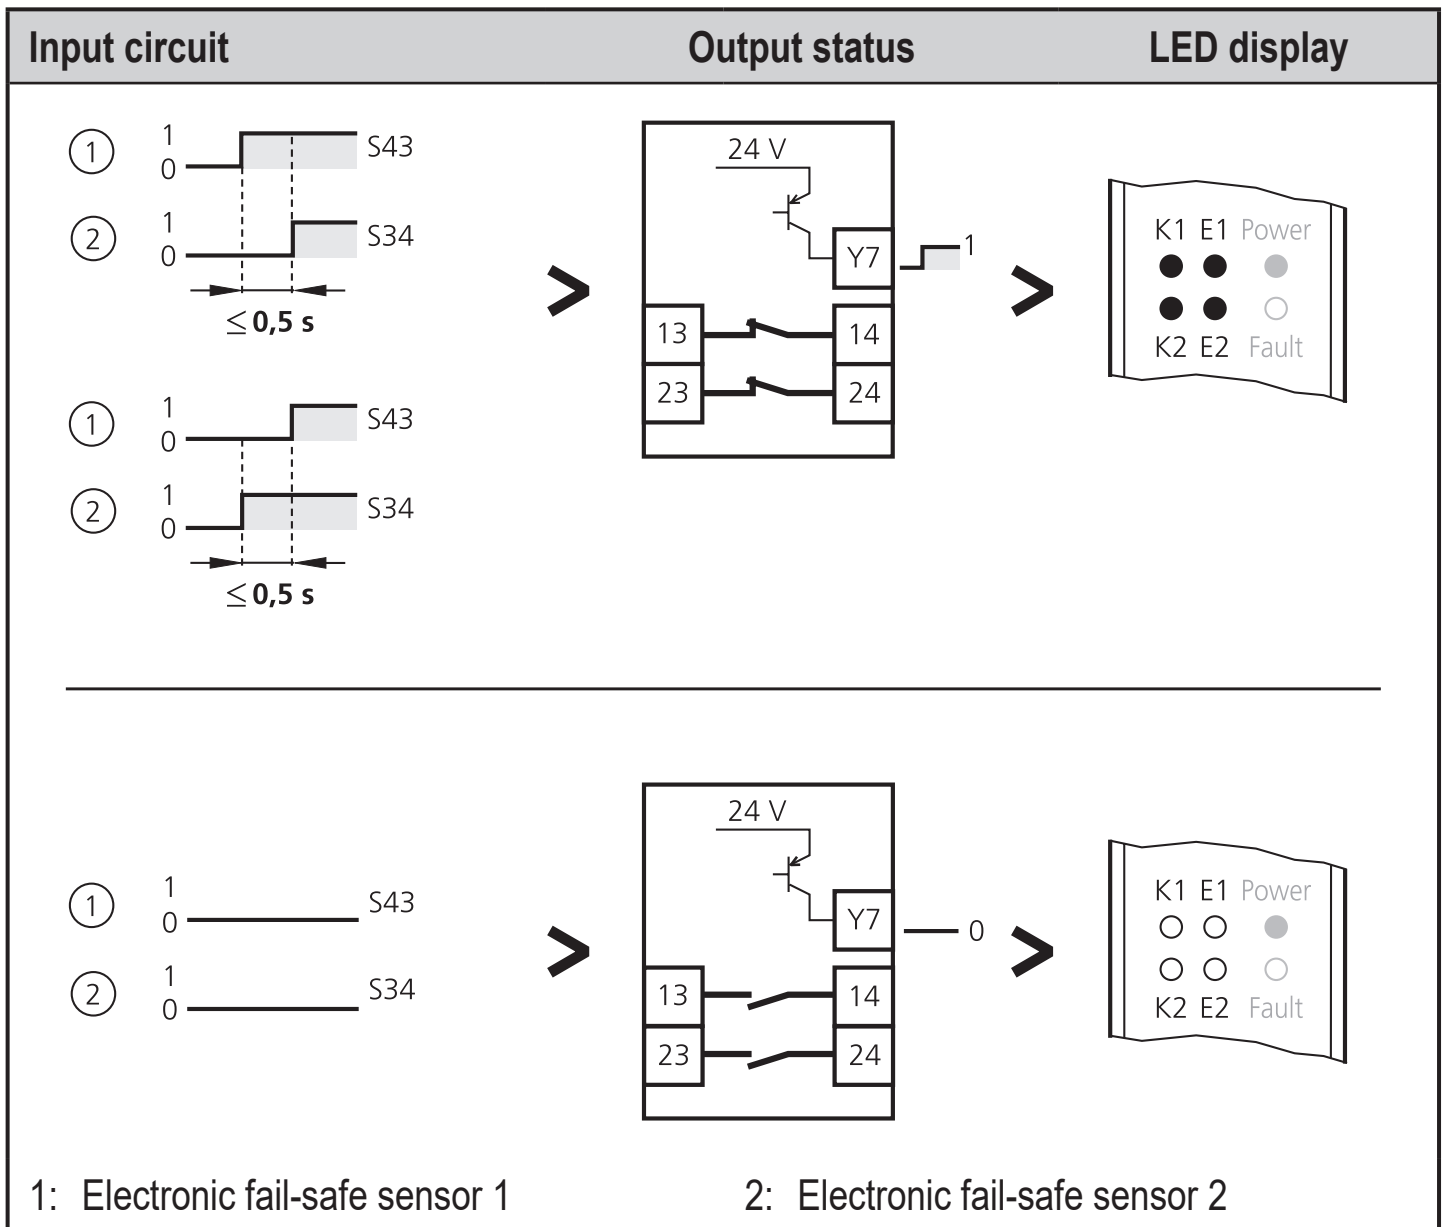 Input circuit Output status LED display
1 1 0 S43
2 1 0 S34
≤ 0,5 s
1 1 0 S43
2 1 0 S34
≤ 0,5 s
24 V
Y7 1
13 14
23 24
K1 E1 Power
K2 E2 Fault
1 1 0 S43
2 1 0 S34
24 V
Y7 0
13 14
23 24
K1 E1 Power
K2 E2 Fault
1: Electronic fail-safe sensor 1 2: Electronic fail-safe sensor 2